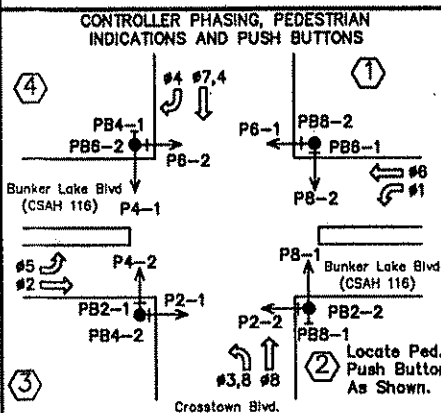 CONTROLLER PHASING, PEDESTRIAN
INDICATIONS AND PUSH BUTTONS
4
ø4 ø7,4
1
PB4-1
PB6-2
P6-2
P4-1
P6-1
PB8-2
PB6-1
P8-2
ø6
ø1
Bunker Lake Blvd
(CSAH 116)
ø5
ø2
P4-2
PB2-1
P2-1
PB4-2
P8-1
Bunker Lake Blvd
(CSAH 116)
P2-2
PB2-2
PB8-1
3
ø3,8 ø8
2
Locate Ped.
Push Button
As Shown.
Crosstown Blvd.